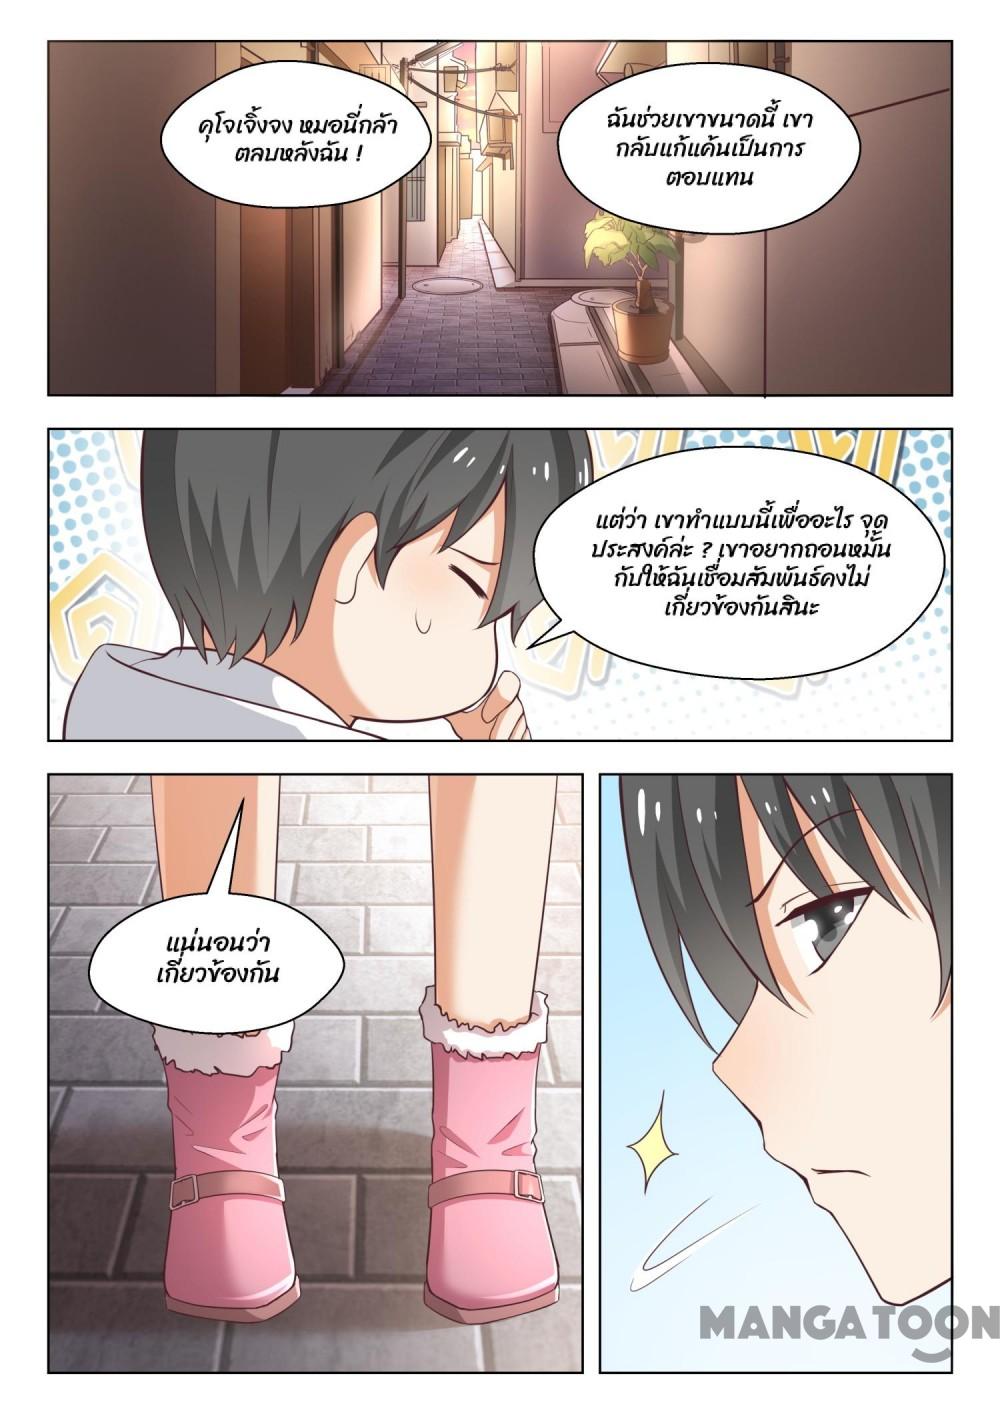 คุโจเจิ้งจง หมอนี่กล้า
ตลบหลังฉัน !
ฉันช่วยเขาขนาดนี้ เขา
กลับแก้แค้นเป็นการ
ตอบแทน
แต่ว่า เขาทำแบบนี้เพื่ออะไร จุด
ประสงค์ล่ะ ? เขาอยากถอนหมั้น
กับให้ฉันเชื่อมสัมพันธ์คงไม่
เกี่ยวข้องกันสินะ
แน่นอนว่า
เกี่ยวข้องกัน
MANGATOON